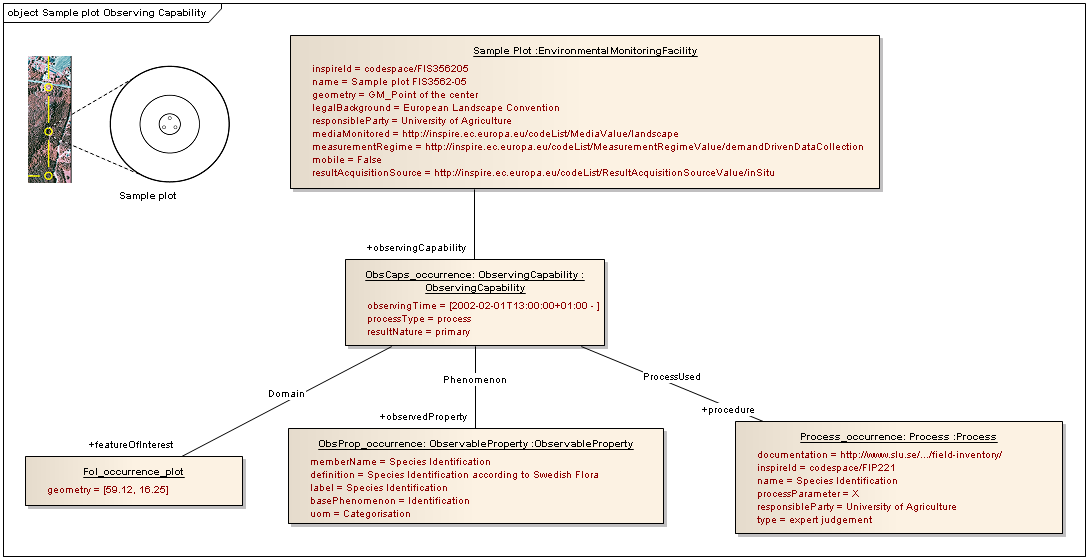 object Sample plot Observing Capability
Sample plot
Sample Plot :EnvironmentalMonitoringFacility
inspireId = codespace/FIS356205
name = Sample plot FIS3562-05
geometry = GM_Point of the center
legalBackground = European Landscape Convention
responsibleParty = University of Agriculture
mediaMonitored = http://inspire.ec.europa.eu/codeList/MediaValue/landscape
measurementRegime = http://inspire.ec.europa.eu/codeList/MeasurementRegimeValue/demandDrivenDataCollection
mobile = False
resultAcquisitionSource = http://inspire.ec.europa.eu/codeList/ResultAcquisitionSourceValue/inSitu
+observingCapability
ObsCaps_occurrence: ObservingCapability :
ObservingCapability
observingTime = [2002-02-01T13:00:00+01:00 - ]
processType = process
resultNature = primary
Domain
Phenomenon
ProcessUsed
+featureOfInterest
+observedProperty
+procedure
FoI_occurrence_plot
geometry = [59.12, 16.25]
ObsProp_occurrence: ObservableProperty :ObservableProperty
memberName = Species Identification
definition = Species Identification according to Swedish Flora
label = Species Identification
basePhenomenon = Identification
uom = Categorisation
Process_occurrence: Process :Process
documentation = http://www.slu.se/.../field-inventory/
inspireId = codespace/FIP221
name = Species Identification
processParameter = X
responsibleParty = University of Agriculture
type = expert judgement